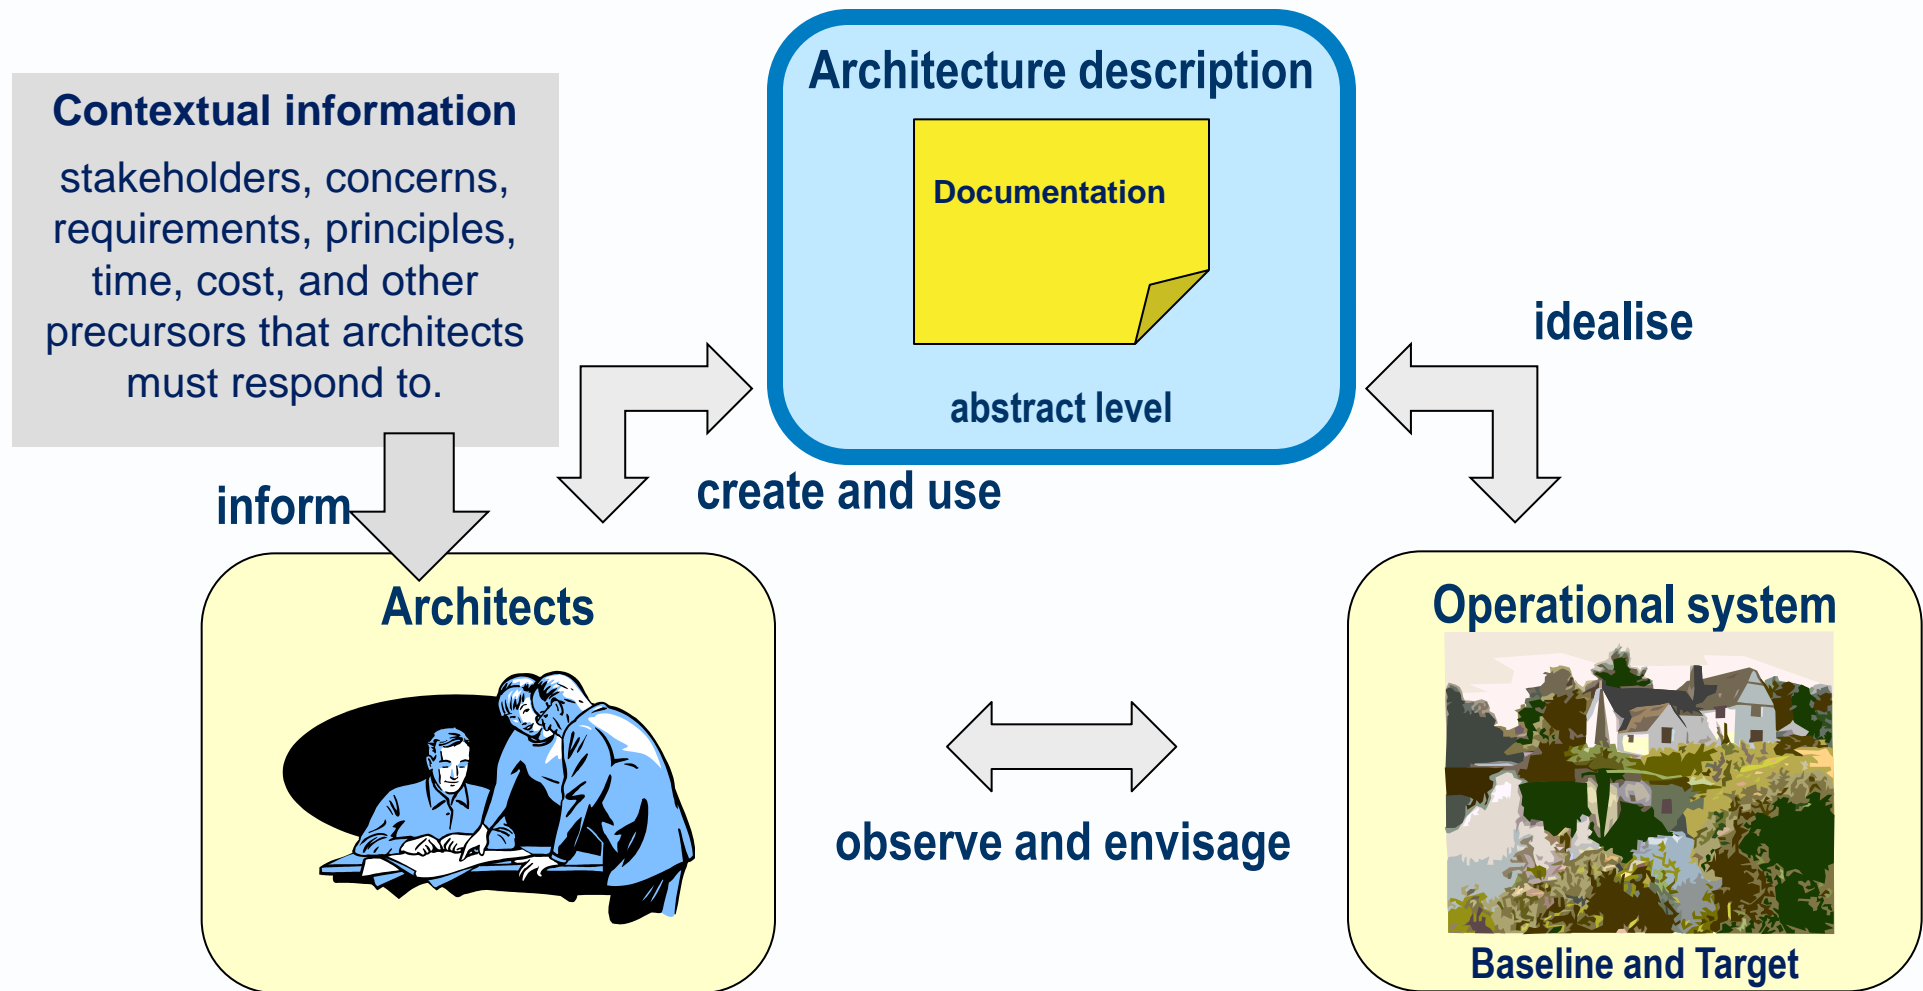 Architecture description
Contextual information
stakeholders, concerns,
requirements, principles,
time, cost, and other
precursors that architects
must respond to.
Documentation
abstract level
idealise
create and use
inform
Architects
Operational system
observe and envisage
Baseline and Target